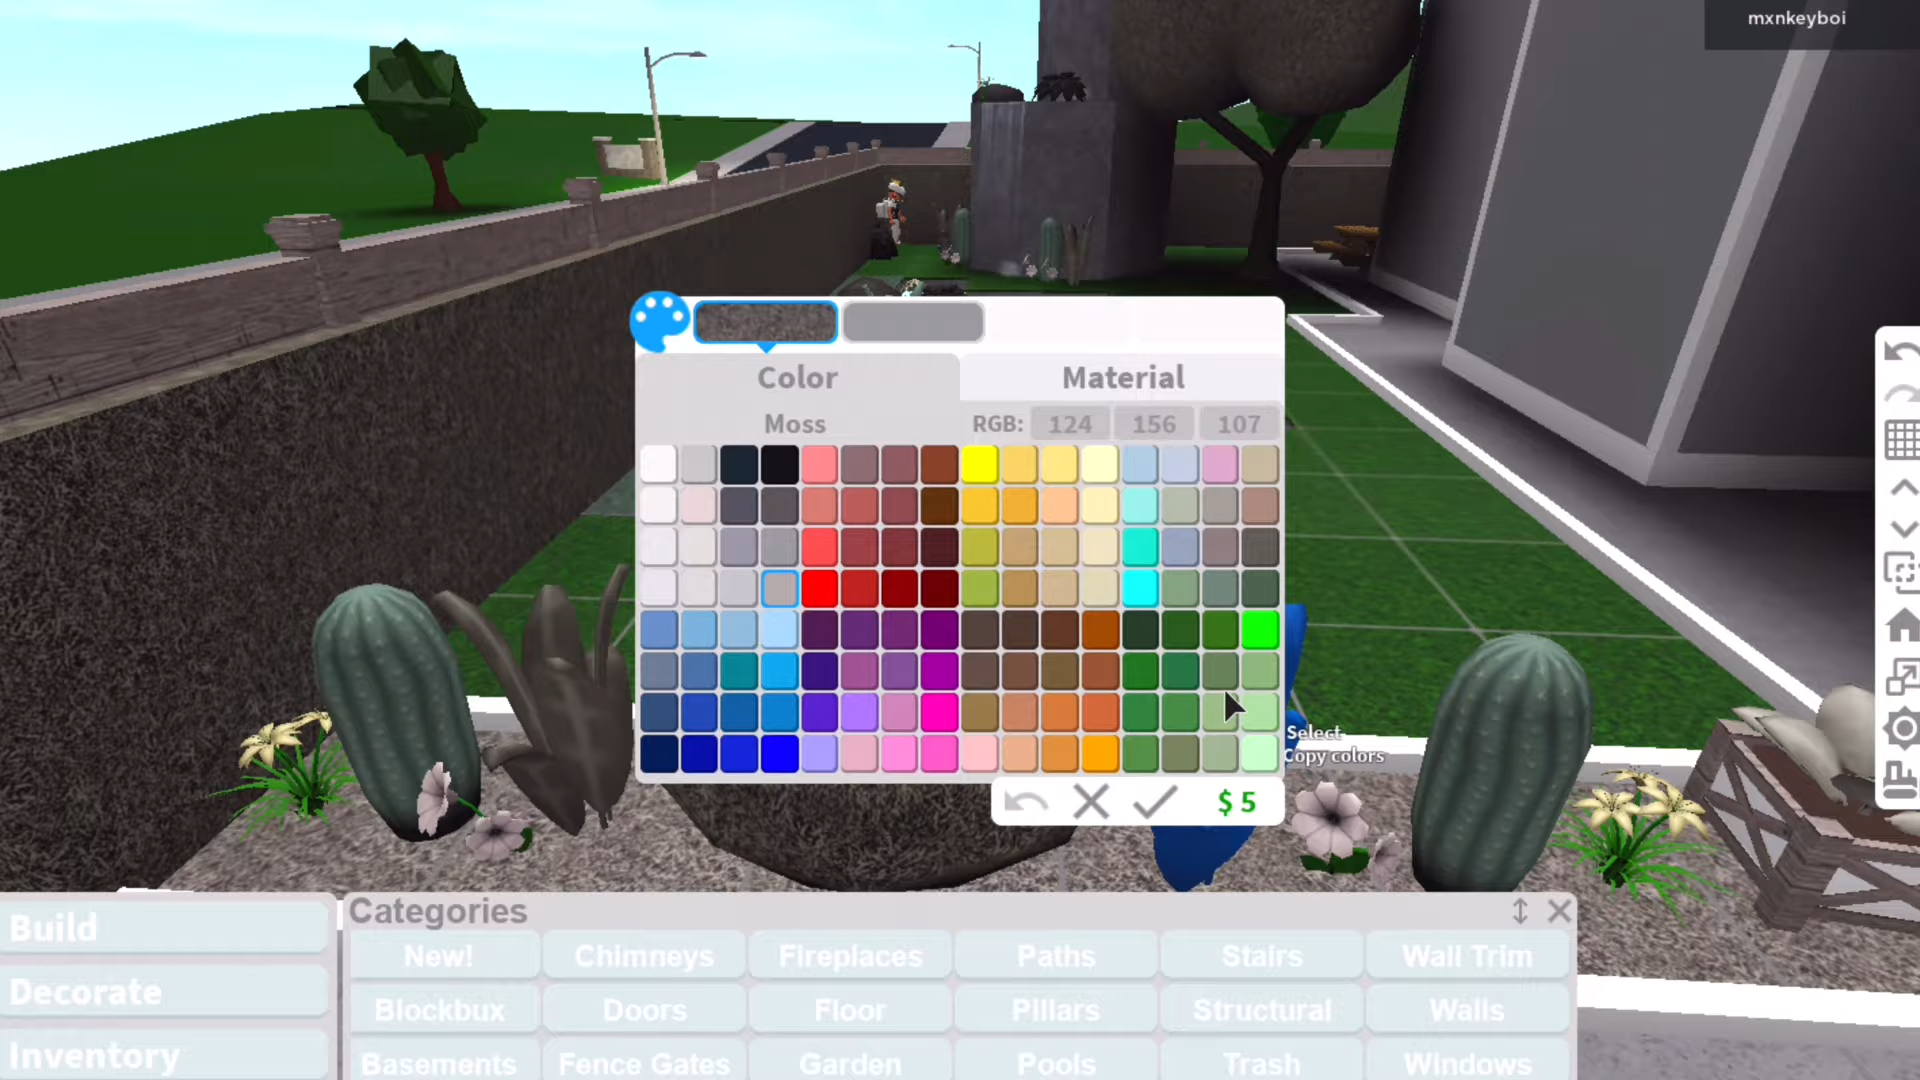 mxnkeyboi
Color
Material
Moss
RGB: 124 156 107
Select
Copy colors
$ 5
Build
Decorate
Inventory
Categories
New! Chimneys Fireplaces Paths Stairs Wall Trim
Blockbux Doors Floor Pillars Structural Walls
Basements Fence Gates Garden Pools Trash Windows